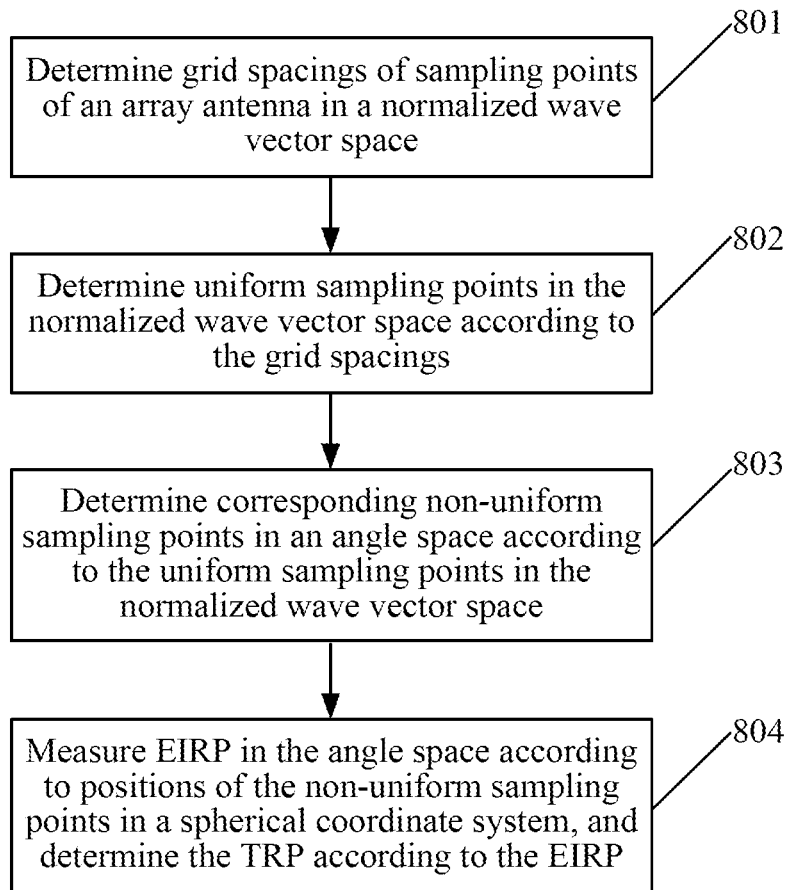 801
Determine grid spacings of sampling points
of an array antenna in a normalized wave
vector space
802
Determine uniform sampling points in the
normalized wave vector space according to
the grid spacings
803
Determine corresponding non-uniform
sampling points in an angle space according
to the uniform sampling points in the
normalized wave vector space
804
Measure EIRP in the angle space according
to positions of the non-uniform sampling
points in a spherical coordinate system, and
determine the TRP according to the EIRP